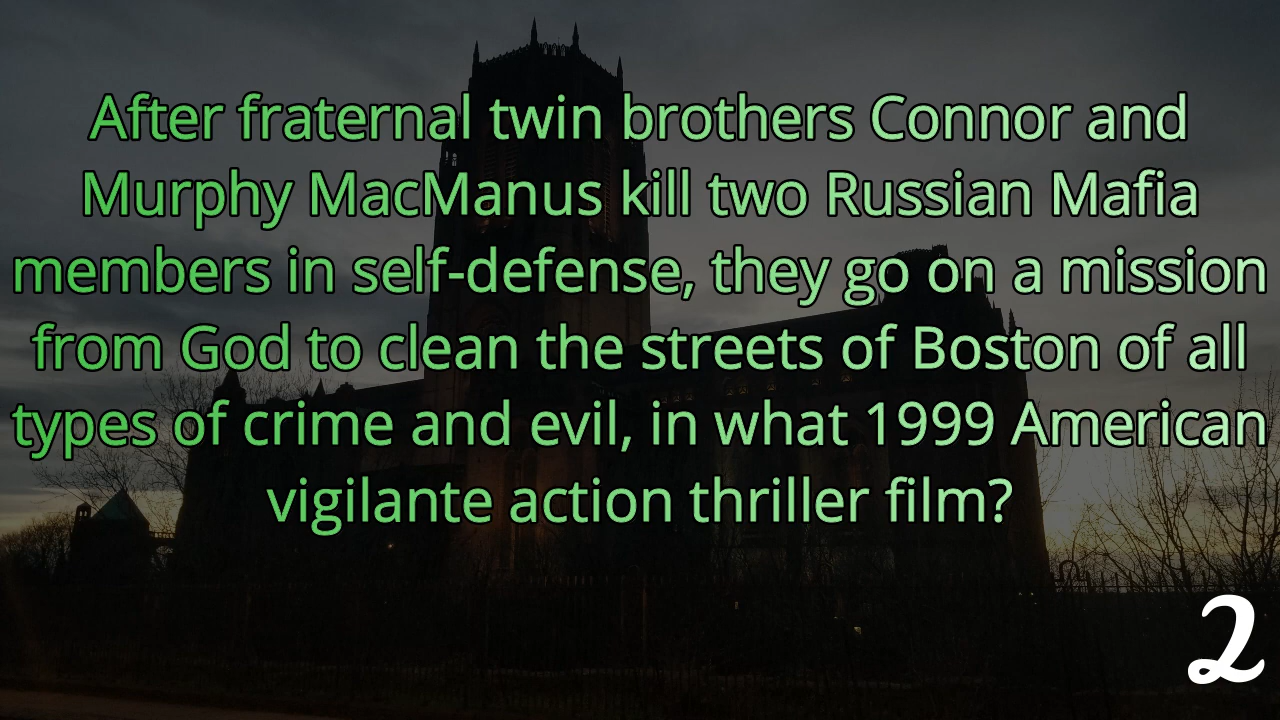 After fraternal twin brothers Connor and
Murphy MacManus kill two Russian Mafia
members in self-defense, they go on a mission
from God to clean the streets of Boston of all
types of crime and evil, in what 1999 American
vigilante action thriller film?
2